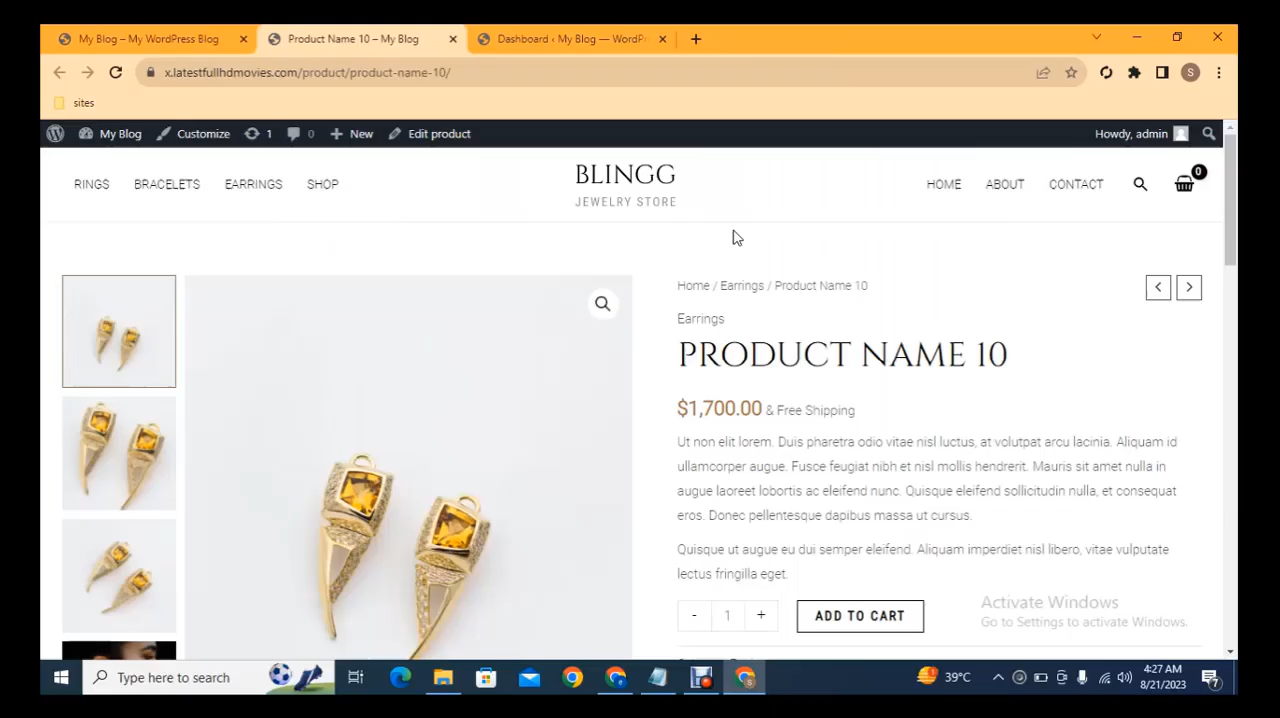 My Blog – My WordPress Blog
Product Name 10 – My Blog
Dashboard ‹ My Blog — WordPr
x.latestfullhdmovies.com/product/product-name-10/
S
sites
My Blog
Customize
1
0
New
Edit product
Howdy, admin
RINGS
BRACELETS
EARRINGS
SHOP
BLINGG
JEWELRY STORE
HOME
ABOUT
CONTACT
0
Home / Earrings / Product Name 10
Earrings
PRODUCT NAME 10
$1,700.00 & Free Shipping
Ut non elit lorem. Duis pharetra odio vitae nisl luctus, at volutpat arcu lacinia. Aliquam id
ullamcorper augue. Fusce feugiat nibh et nisl mollis hendrerit. Mauris sit amet nulla in
augue laoreet lobortis ac eleifend nunc. Quisque eleifend sollicitudin nulla, et consequat
eros. Donec pellentesque dapibus massa ut cursus.
Quisque ut augue eu dui semper eleifend. Aliquam imperdiet nisl libero, vitae vulputate
lectus fringilla eget.
- 1 +
ADD TO CART
Activate Windows
Go to Settings to activate Windows.
Type here to search
39°C
4:27 AM
8/21/2023
7